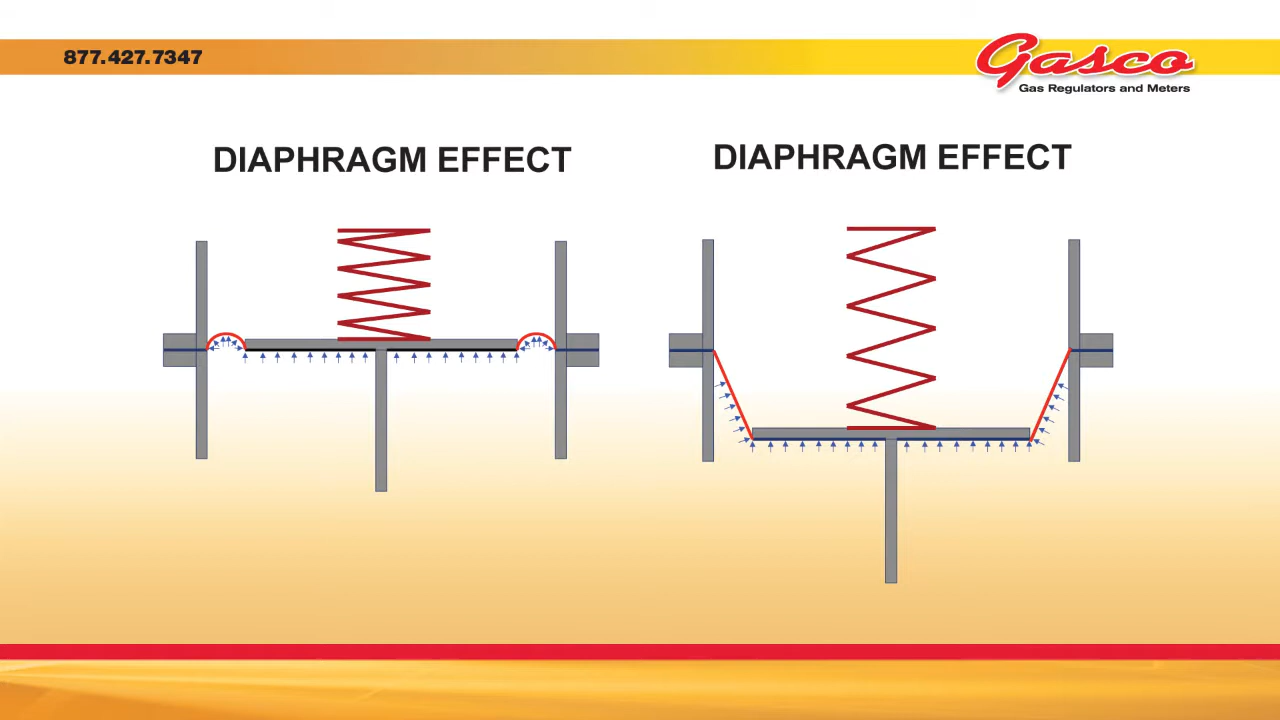 877.427.7347
Gasco
Gas Regulators and Meters
DIAPHRAGM EFFECT
DIAPHRAGM EFFECT